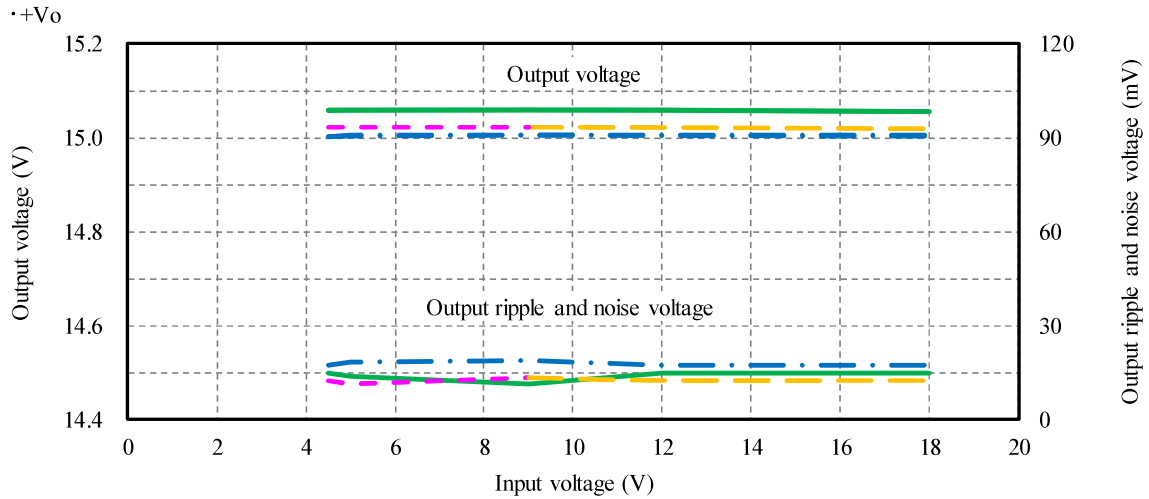 ・+Vo
15.2
15.0
14.8
14.6
14.4
Output voltage (V)
Output voltage
Output ripple and noise voltage
120
90
60
30
0
Output ripple and noise voltage (mV)
0 2 4 6 8 10 12 14 16 18 20
Input voltage (V)